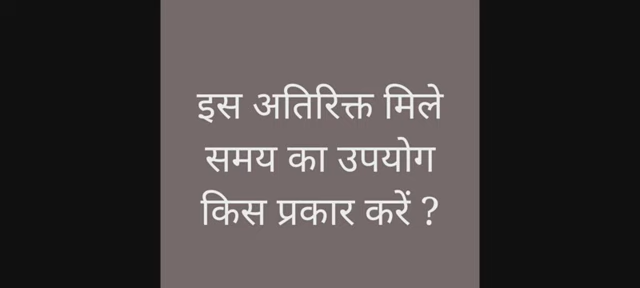 इस अतिरिक्त मिले
समय का उपयोग
किस प्रकार करें ?